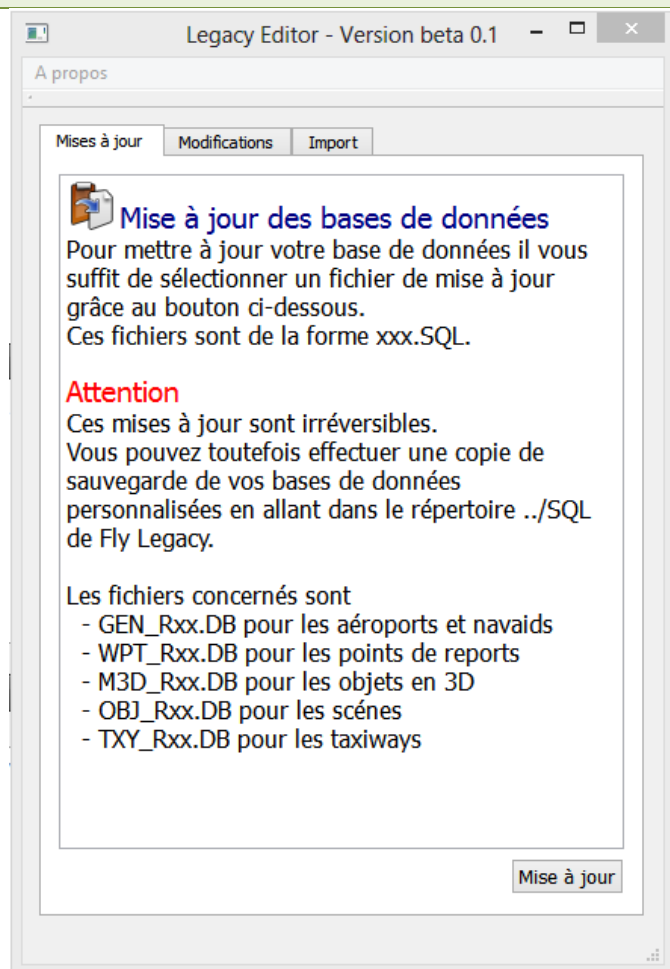 Legacy Editor - Version beta 0.1
A propos
Mises à jour
Modifications
Import
Mise à jour des bases de données
Pour mettre à jour votre base de données il vous
suffit de sélectionner un fichier de mise à jour
grâce au bouton ci-dessous.
Ces fichiers sont de la forme xxx.SQL.
Attention
Ces mises à jour sont irréversibles.
Vous pouvez toutefois effectuer une copie de
sauvegarde de vos bases de données
personnalisées en allant dans le répertoire ../SQL
de Fly Legacy.
Les fichiers concernés sont
- GEN_Rxx.DB pour les aéroports et navaids
- WPT_Rxx.DB pour les points de reports
- M3D_Rxx.DB pour les objets en 3D
- OBJ_Rxx.DB pour les scénes
- TXY_Rxx.DB pour les taxiways
Mise à jour